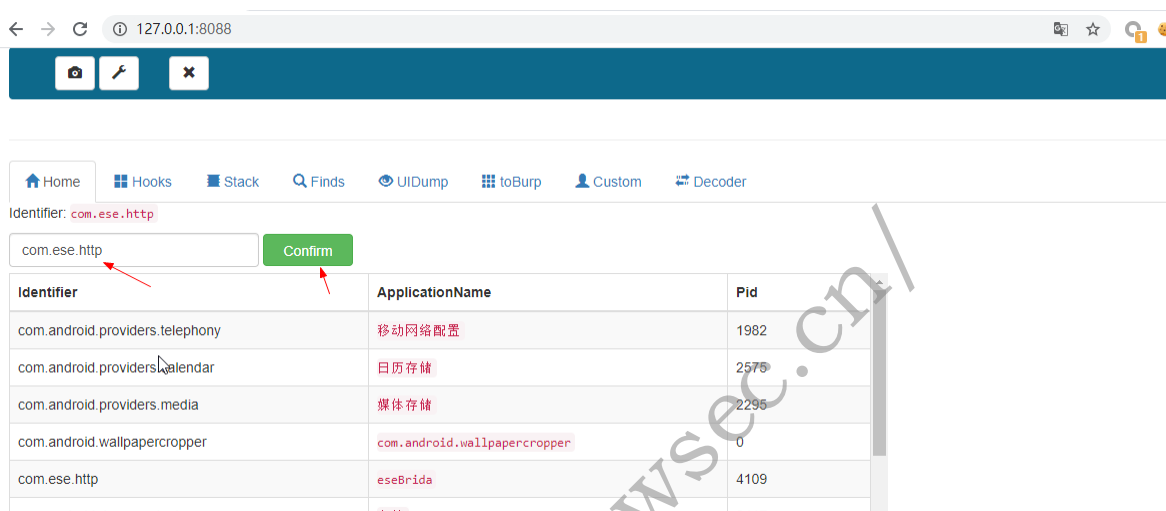 127.0.0.1:8088
1
Home Hooks Stack Finds UIDump toBurp Custom Decoder
Identifier: com.ese.http
com.ese.http Confirm
Identifier ApplicationName Pid
com.android.providers.telephony 移动网络配置 1982
com.android.providers.calendar 日历存储 2575
com.android.providers.media 媒体存储 2295
com.android.wallpapercropper com.android.wallpapercropper 0
com.ese.http eseBrida 4109
wsec.cn/